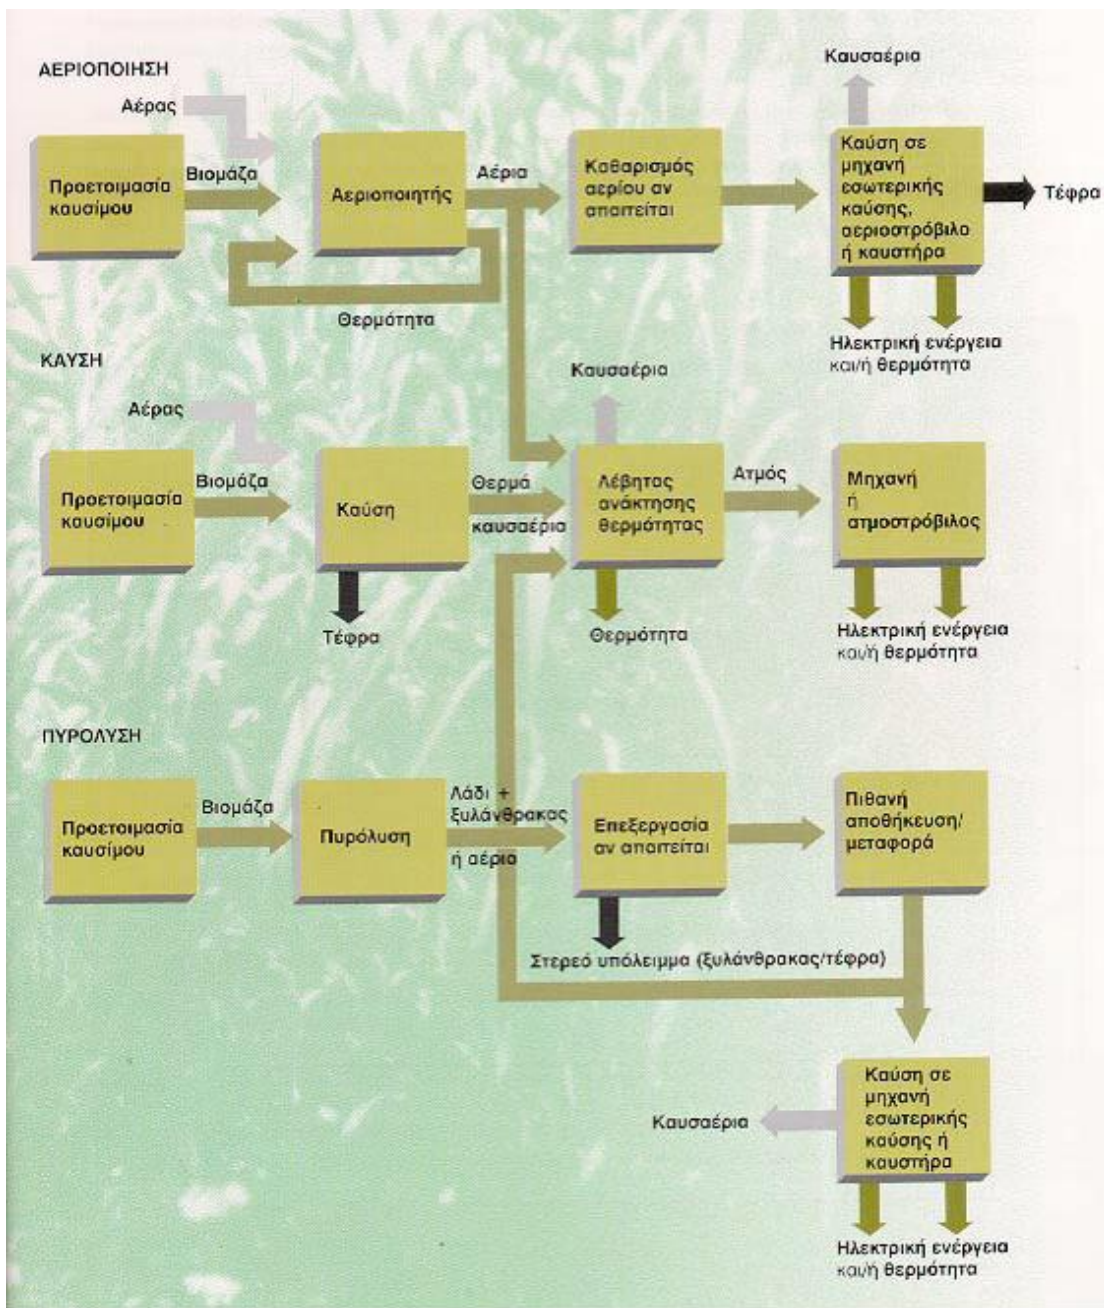 ΑΕΡΙΟΠΟΙΗΣΗ
Αέρας
Προετοιμασία
καυσίμου
Βιομάζα
Αεριοποιητής
Αέρια
Καθαρισμός
αερίου αν
απαιτείται
Καυσαέρια
Καύση σε
μηχανή
εσωτερικής
καύσης,
αεριοστρόβιλο
ή καυστήρα
Τέφρα
Θερμότητα
Ηλεκτρική ενέργεια
και/ή θερμότητα
ΚΑΥΣΗ
Αέρας
Προετοιμασία
καυσίμου
Βιομάζα
Καύση
Θερμά
καυσαέρια
Καυσαέρια
Λέβητας
ανάκτησης
θερμότητας
Ατμός
Μηχανή
ή
ατμοστρόβιλος
Τέφρα
Θερμότητα
Ηλεκτρική ενέργεια
και/ή θερμότητα
ΠΥΡΟΛΥΣΗ
Προετοιμασία
καυσίμου
Βιομάζα
Πυρόλυση
Λάδι +
ξυλάνθρακας
ή αέρια
Επεξεργασία
αν απαιτείται
Πιθανή
αποθήκευση/
μεταφορά
Στερεό υπόλειμμα (ξυλάνθρακας/τέφρα)
Καύση σε
μηχανή
εσωτερικής
καύσης ή
καυστήρα
Καυσαέρια
Ηλεκτρική ενέργεια
και/ή θερμότητα